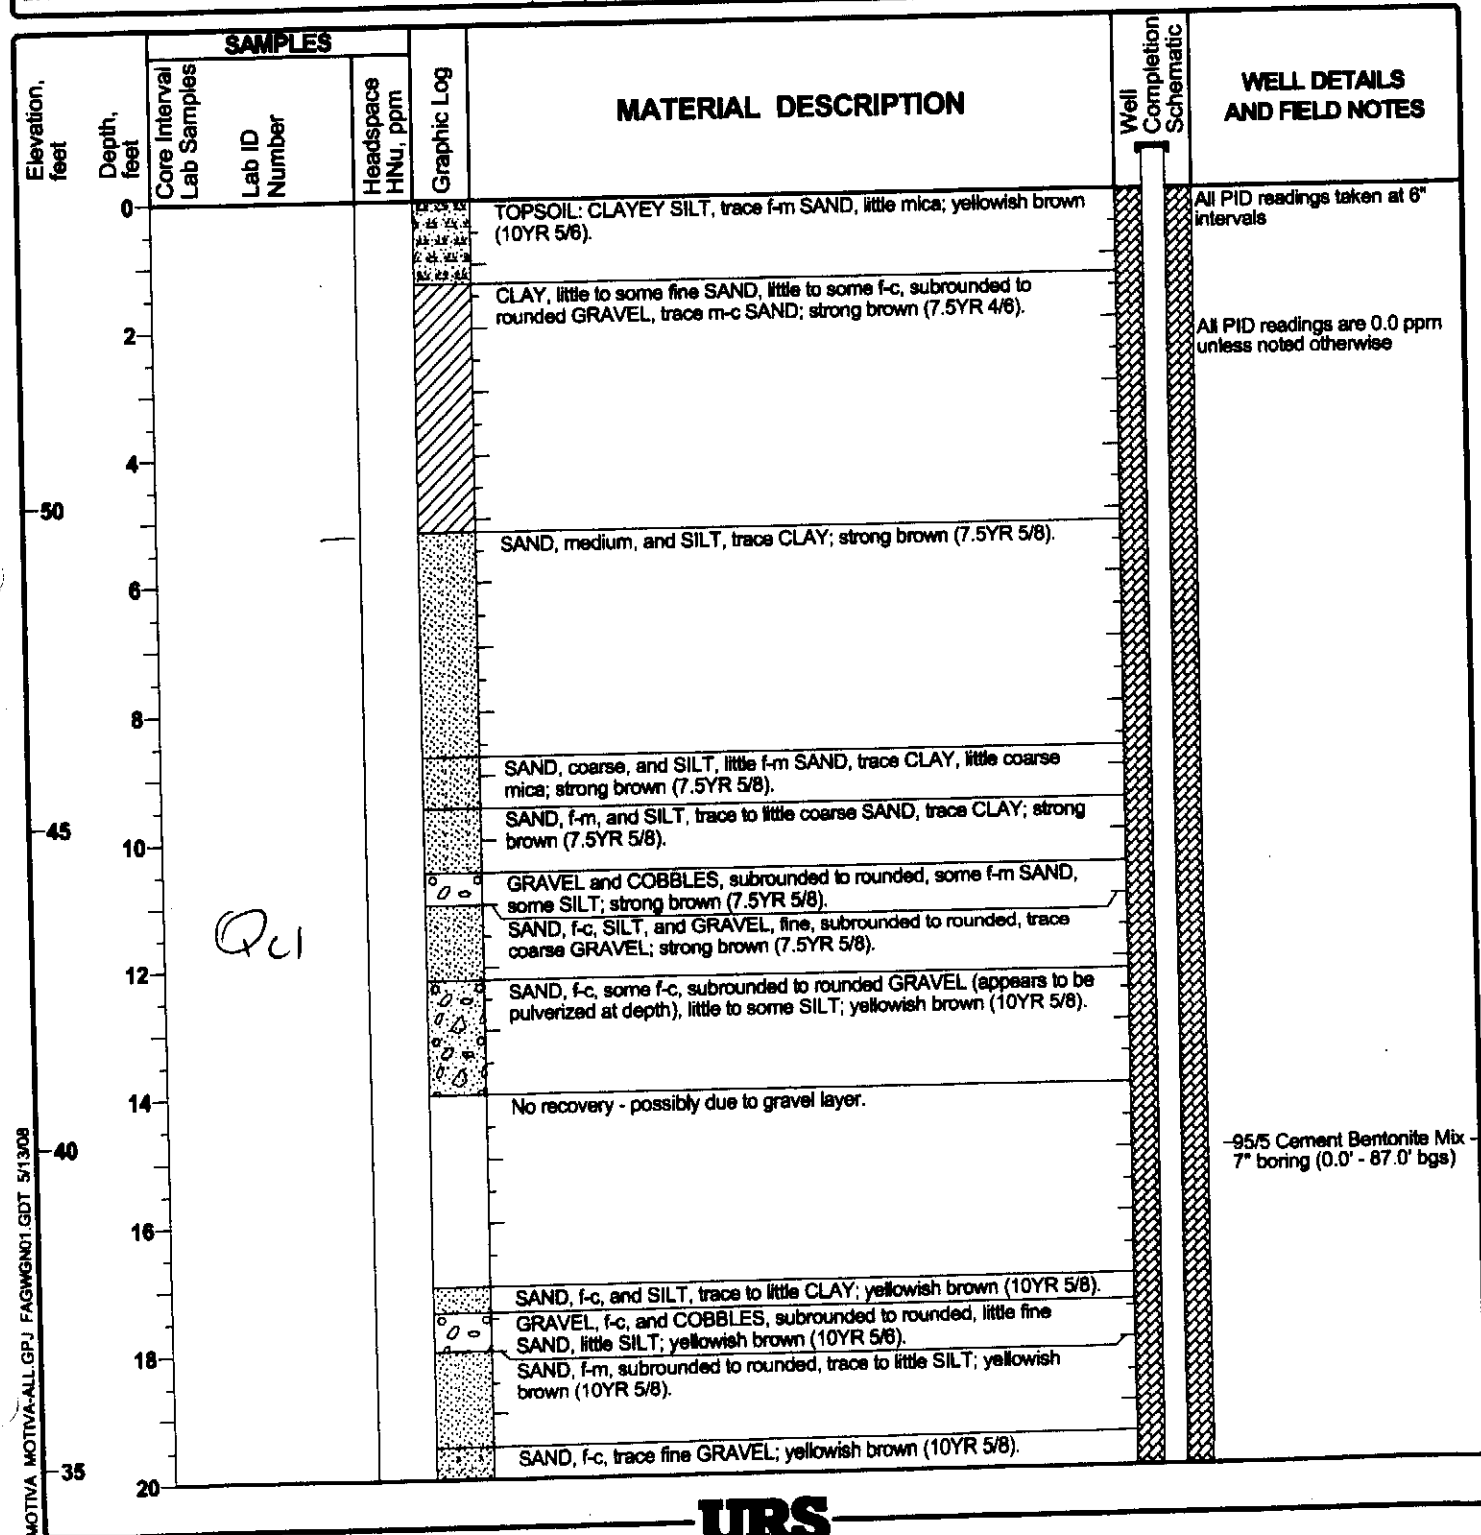 SAMPLES
Elevation,
feet
Depth,
feet
Core Interval
Lab Samples
Lab ID
Number
Headspace
HNu, ppm
Graphic Log
MATERIAL DESCRIPTION
Well
Completion
Schematic
WELL DETAILS
AND FIELD NOTES
0
TOPSOIL: CLAYEY SILT, trace f-m SAND, little mica; yellowish brown
(10YR 5/6).
All PID readings taken at 6"
intervals
CLAY, little to some fine SAND, little to some f-c, subrounded to
rounded GRAVEL, trace m-c SAND; strong brown (7.5YR 4/6).
2
All PID readings are 0.0 ppm
unless noted otherwise
4
50
SAND, medium, and SILT, trace CLAY; strong brown (7.5YR 5/8).
6
8
SAND, coarse, and SILT, little f-m SAND, trace CLAY, little coarse
mica; strong brown (7.5YR 5/8).
45
SAND, f-m, and SILT, trace to little coarse SAND, trace CLAY; strong
brown (7.5YR 5/8).
10
GRAVEL and COBBLES, subrounded to rounded, some f-m SAND,
some SILT; strong brown (7.5YR 5/8).
Qcl
SAND, f-c, SILT, and GRAVEL, fine, subrounded to rounded, trace
coarse GRAVEL; strong brown (7.5YR 5/8).
12
SAND, f-c, some f-c, subrounded to rounded GRAVEL (appears to be
pulverized at depth), little to some SILT; yellowish brown (10YR 5/8).
14
No recovery - possibly due to gravel layer.
40
95/5 Cement Bentonite Mix
7" boring (0.0' - 87.0' bgs)
16
SAND, f-c, and SILT, trace to little CLAY; yellowish brown (10YR 5/8).
GRAVEL, f-c, and COBBLES, subrounded to rounded, little fine
SAND, little SILT; yellowish brown (10YR 5/6).
18
SAND, f-m, subrounded to rounded, trace to little SILT; yellowish
brown (10YR 5/8).
SAND, f-c, trace fine GRAVEL; yellowish brown (10YR 5/8).
35
20
MOTIVA MOTIVA-ALL.GPJ FAGWGN01.GDT 5/13/08
URS